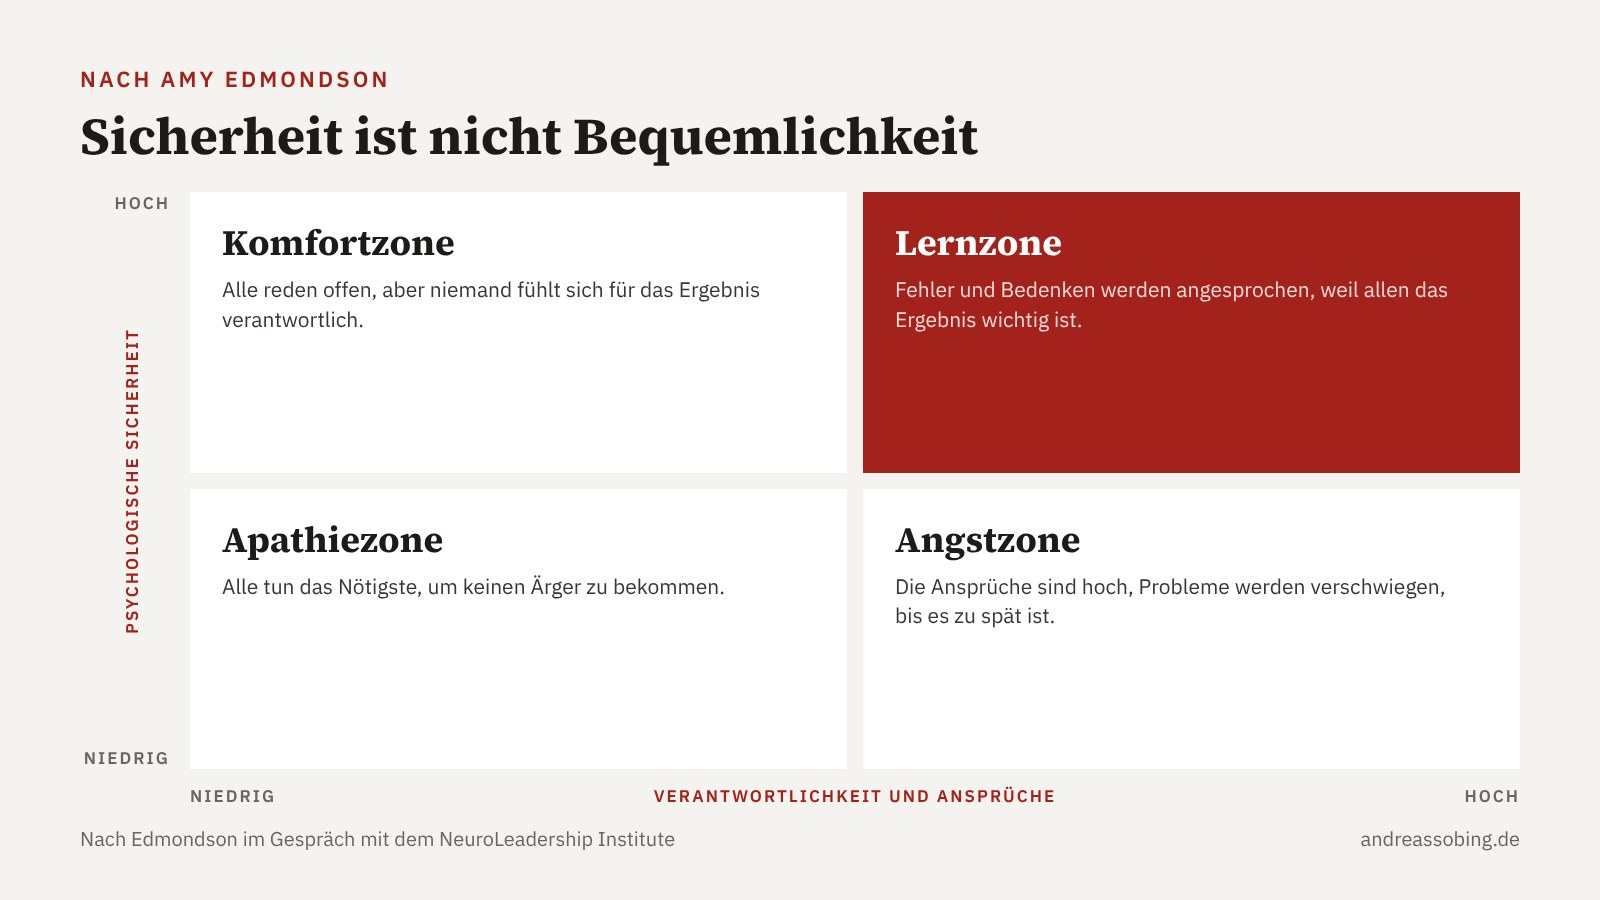 NACH AMY EDMONDSON
Sicherheit ist nicht Bequemlichkeit
HOCH
PSYCHOLOGISCHE SICHERHEIT
NIEDRIG
Komfortzone
Alle reden offen, aber niemand fühlt sich für das Ergebnis
verantwortlich.
Lernzone
Fehler und Bedenken werden angesprochen, weil allen das
Ergebnis wichtig ist.
Apathiezone
Alle tun das Nötigste, um keinen Ärger zu bekommen.
Angstzone
Die Ansprüche sind hoch, Probleme werden verschwiegen,
bis es zu spät ist.
NIEDRIG
VERANTWORTLICHKEIT UND ANSPRÜCHE
HOCH
Nach Edmondson im Gespräch mit dem NeuroLeadership Institute
andreassobing.de